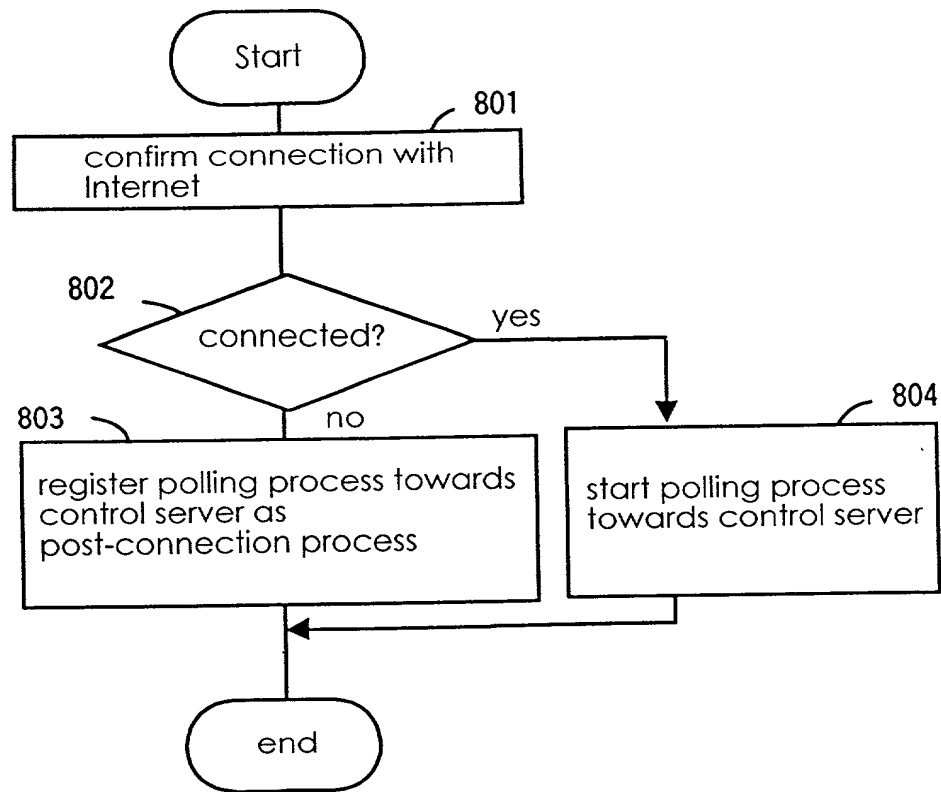 Start
801
confirm connection with
Internet
802
connected?
yes
no
803
804
register polling process towards
control server as
post-connection process
start polling process
towards control server
end